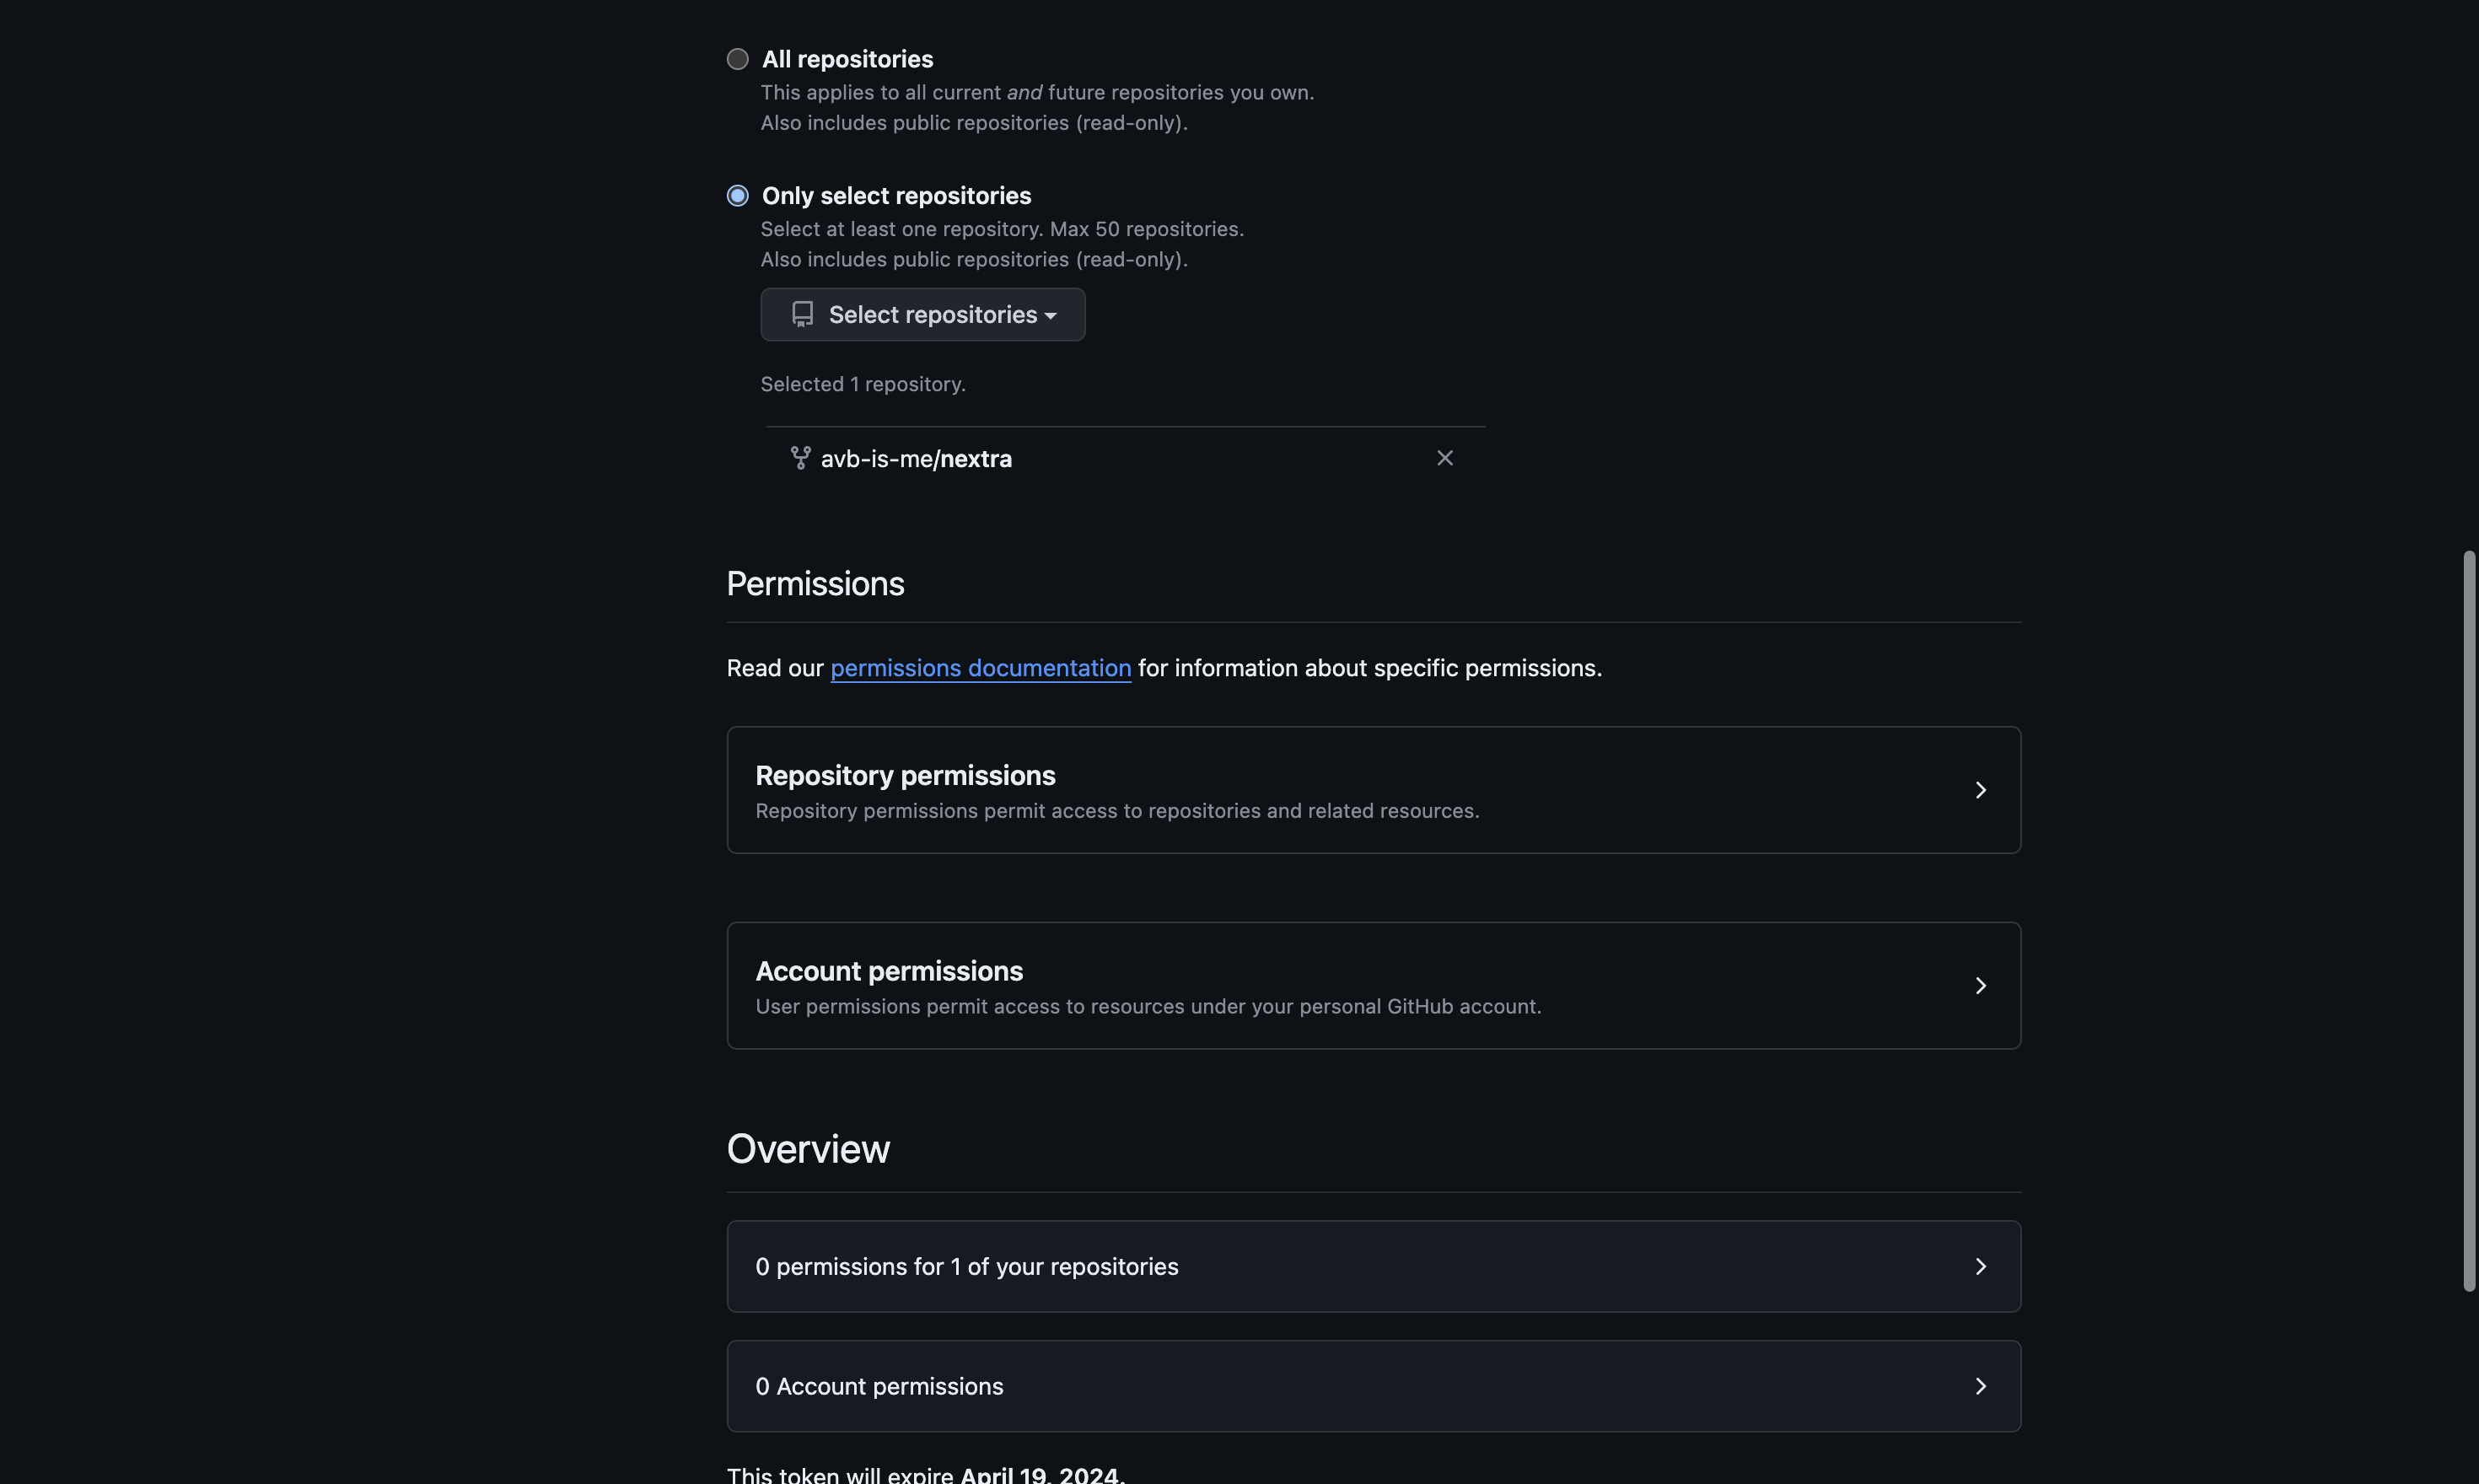 All repositories
This applies to all current and future repositories you own.
Also includes public repositories (read-only).
Only select repositories
Select at least one repository. Max 50 repositories.
Also includes public repositories (read-only).
Select repositories
Selected 1 repository.
avb-is-me/nextra
Permissions
Read our permissions documentation for information about specific permissions.
Repository permissions
Repository permissions permit access to repositories and related resources.
Account permissions
User permissions permit access to resources under your personal GitHub account.
Overview
0 permissions for 1 of your repositories
0 Account permissions
This token will expire April 19, 2024.